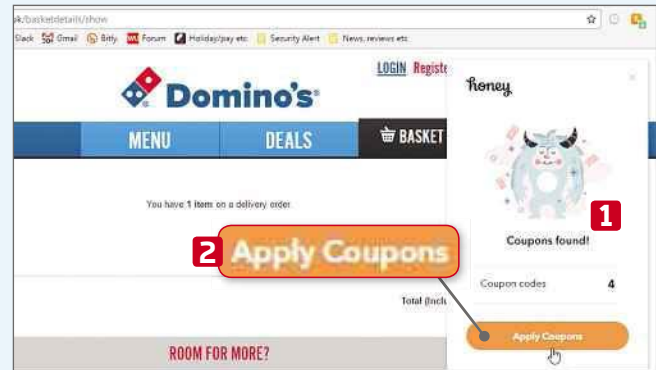 k/basketdetails/show
Slack Gmail Bitly Forum Holiday/pay etc Security Alert News, reviews etc
LOGIN Registe
honey
Domino's
MENU DEALS BASKET
You have 1 item on a delivery order
1
Coupons found!
2 Apply Coupons
Coupon codes 4
Total (Inclu
Apply Coupons
ROOM FOR MORE?